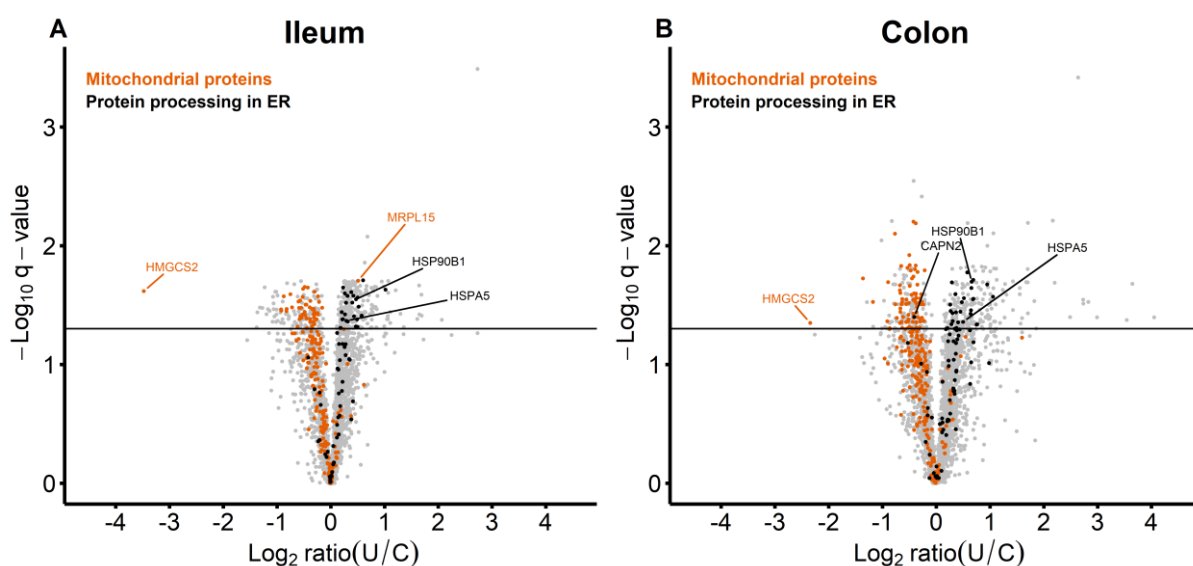 A
Ileum
Mitochondrial proteins
Protein processing in ER
3
2
1
0
−Log10 q − value
MRPL15
HMGCS2
HSP90B1
HSPA5
-4 -3 -2 -1 0 1 2 3 4
Log2 ratio(U/C)
B
Colon
Mitochondrial proteins
Protein processing in ER
3
2
1
0
−Log10 q − value
HSP90B1
CAPN2
HSPA5
HMGCS2
-4 -3 -2 -1 0 1 2 3 4
Log2 ratio(U/C)